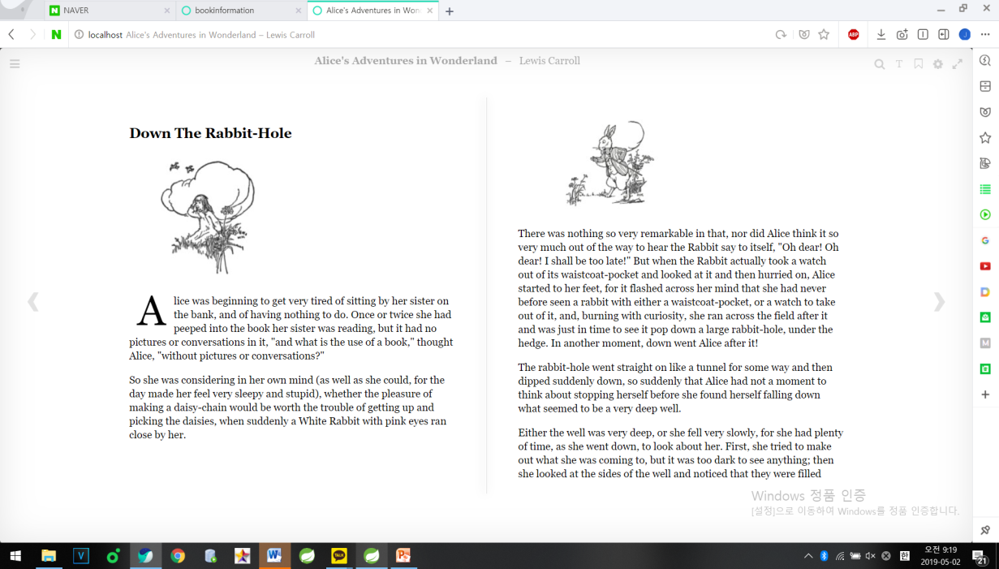 NAVER
bookinformation
Alice's Adventures in Won
localhost Alice's Adventures in Wonderland – Lewis Carroll
ABP
Alice's Adventures in Wonderland – Lewis Carroll
Down The Rabbit-Hole
Alice was beginning to get very tired of sitting by her sister on
the bank, and of having nothing to do. Once or twice she had
peeped into the book her sister was reading, but it had no
pictures or conversations in it, "and what is the use of a book," thought
Alice, "without pictures or conversations?"
So she was considering in her own mind (as well as she could, for the
day made her feel very sleepy and stupid), whether the pleasure of
making a daisy-chain would be worth the trouble of getting up and
picking the daisies, when suddenly a White Rabbit with pink eyes ran
close by her.
There was nothing so very remarkable in that, nor did Alice think it so
very much out of the way to hear the Rabbit say to itself, "Oh dear! Oh
dear! I shall be too late!" But when the Rabbit actually took a watch
out of its waistcoat-pocket and looked at it and then hurried on, Alice
started to her feet, for it flashed across her mind that she had never
before seen a rabbit with either a waistcoat-pocket, or a watch to take
out of it, and, burning with curiosity, she ran across the field after it
and was just in time to see it pop down a large rabbit-hole, under the
hedge. In another moment, down went Alice after it!
The rabbit-hole went straight on like a tunnel for some way and then
dipped suddenly down, so suddenly that Alice had not a moment to
think about stopping herself before she found herself falling down
what seemed to be a very deep well.
Either the well was very deep, or she fell very slowly, for she had plenty
of time, as she went down, to look about her. First, she tried to make
out what she was coming to, but it was too dark to see anything; then
she looked at the sides of the well and noticed that they were filled
Windows 정품 인증
[설정]으로 이동하여 Windows를 정품 인증합니다.
한
오전 9:19
2019-05-02
21